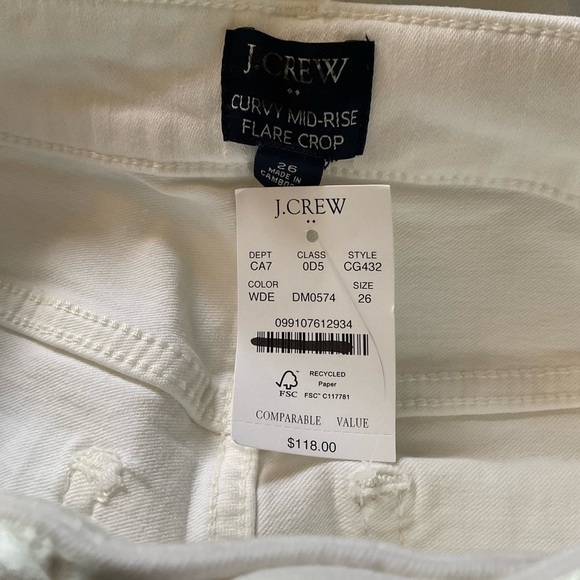 J.CREW
CURVY MID-RISE
FLARE CROP
26
MADE IN
J.CREW
DEPT CLASS STYLE
CA7 0D5 CG432
COLOR SIZE
WDE DM0574 26
099107612934
RECYCLED
Paper
FSC FSC® C117781
COMPARABLE VALUE
$118.00